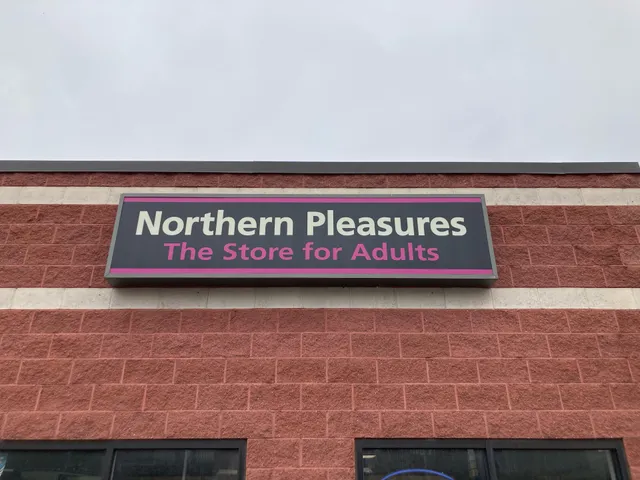 Northern Pleasures
The Store for Adults